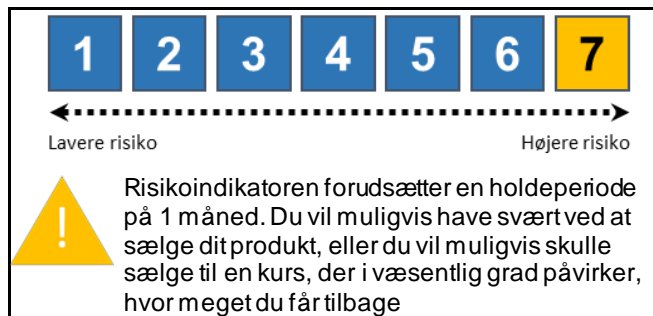 1 2 3 4 5 6 7
Lavere risiko Højere risiko
!
Risikoindikatoren forudsætter en holdeperiode
på 1 måned. Du vil muligvis have svært ved at
sælge dit produkt, eller du vil muligvis skulle
sælge til en kurs, der i væsentlig grad påvirker,
hvor meget du får tilbage